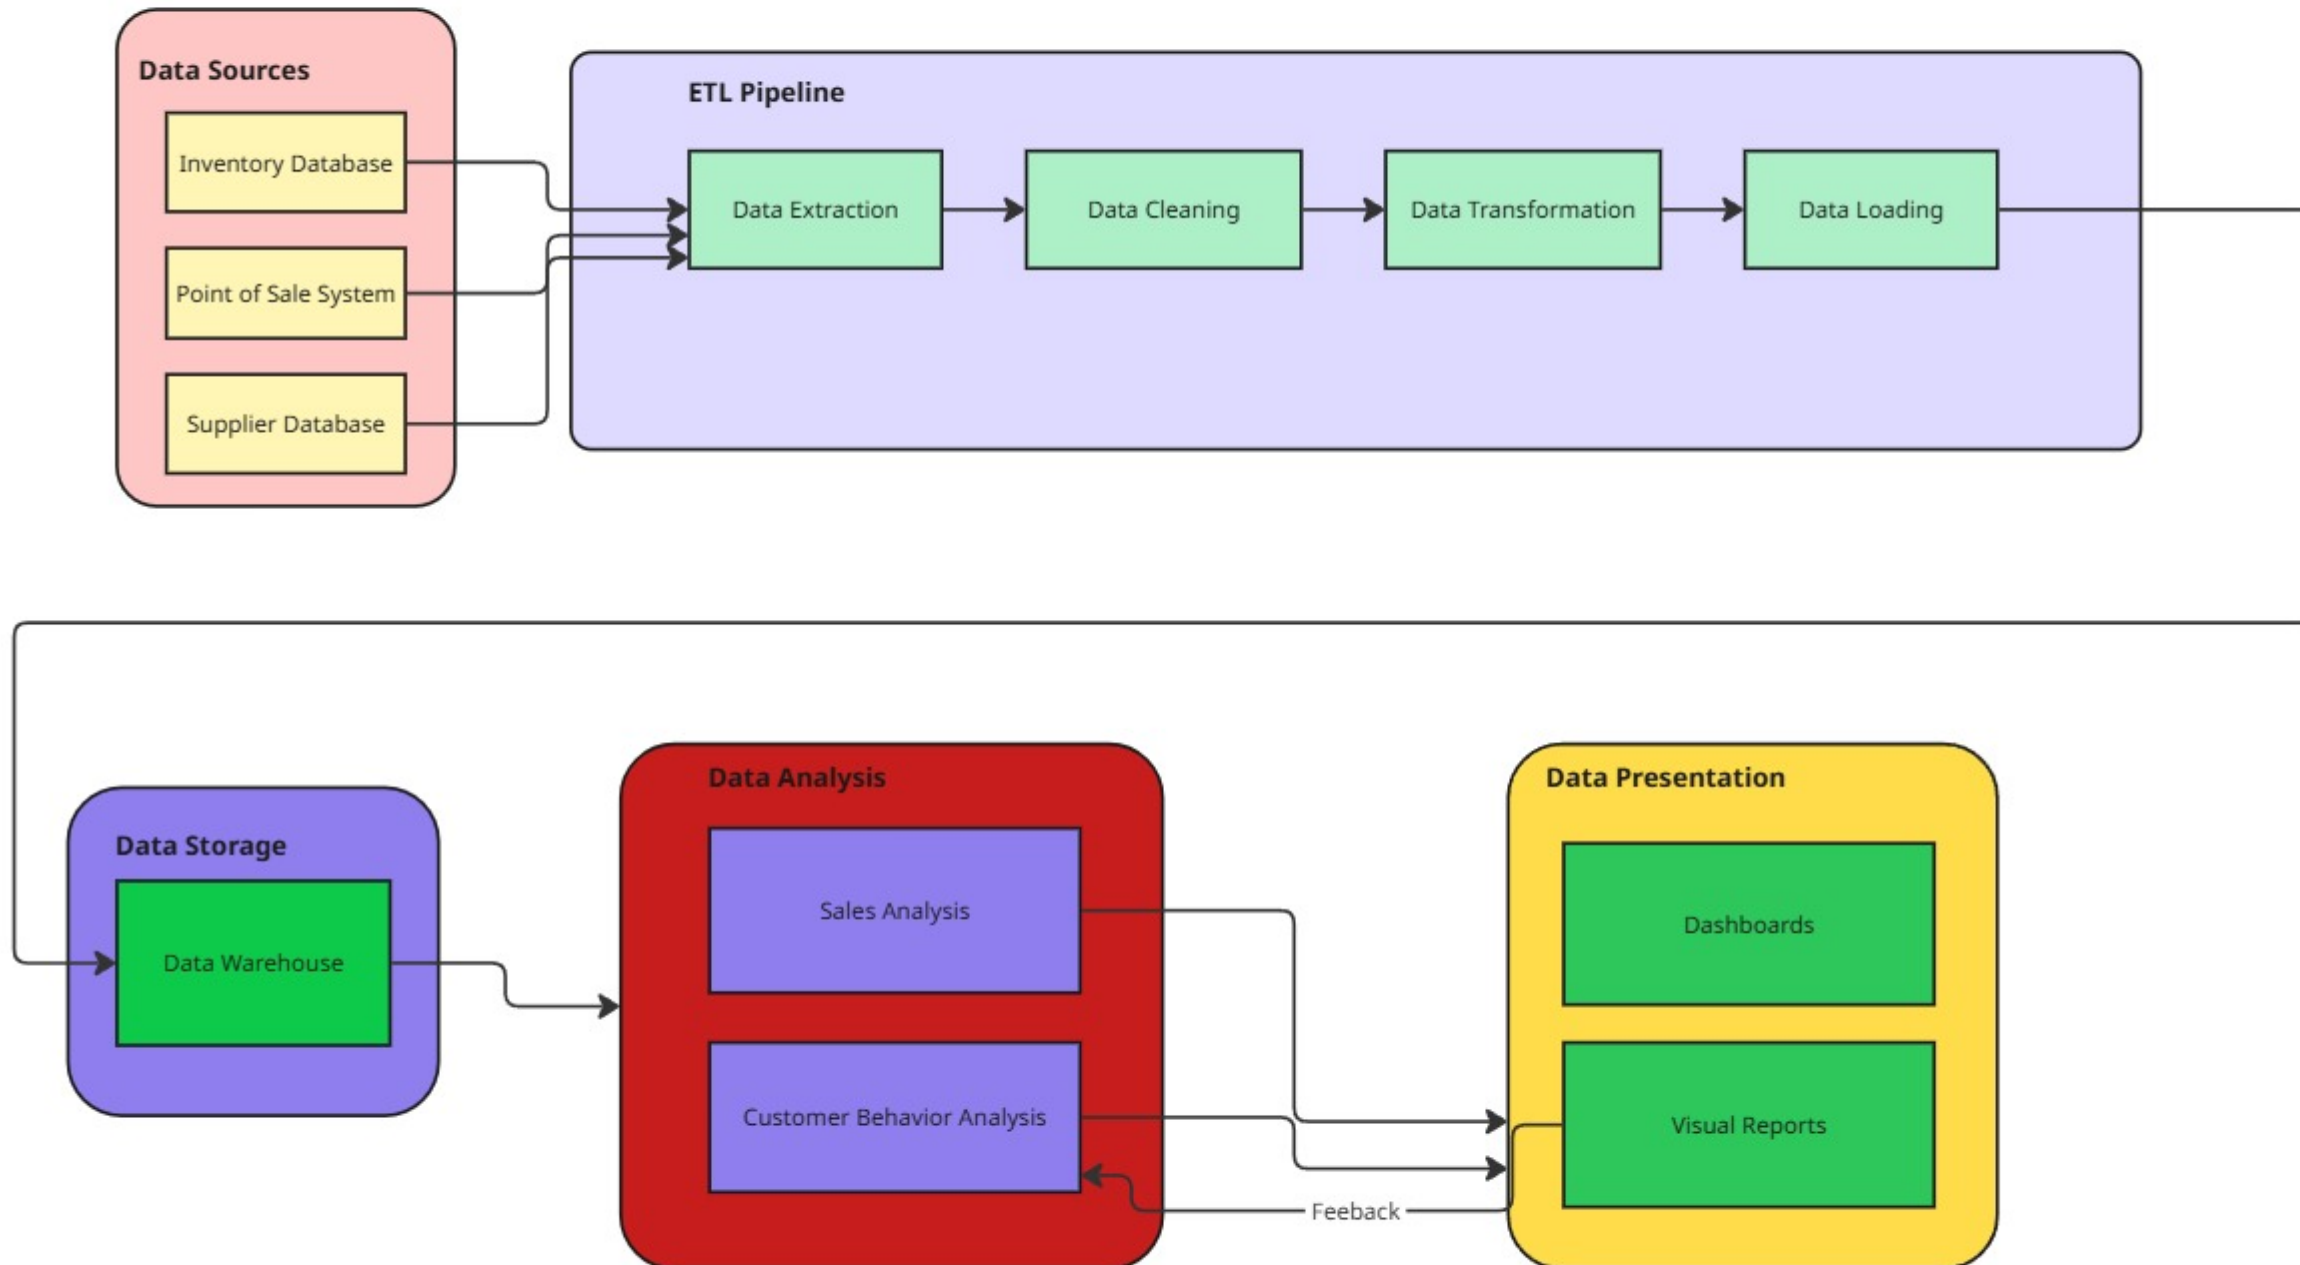 Data Sources
Inventory Database
Point of Sale System
Supplier Database
ETL Pipeline
Data Extraction
Data Cleaning
Data Transformation
Data Loading
Data Storage
Data Warehouse
Data Analysis
Sales Analysis
Customer Behavior Analysis
Feeback
Data Presentation
Dashboards
Visual Reports